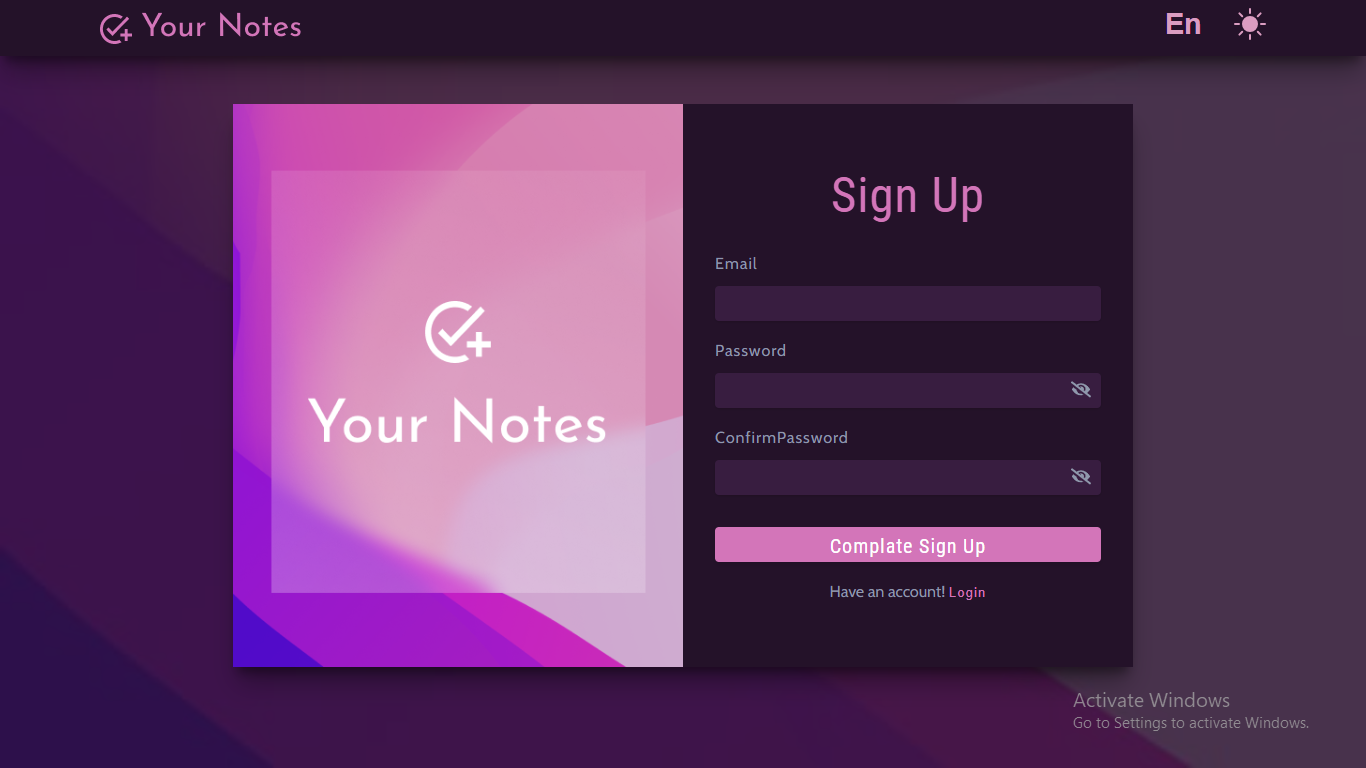 Your Notes
En
Your Notes
Sign Up
Email
Password
ConfirmPassword
Complate Sign Up
Have an account! Login
Activate Windows
Go to Settings to activate Windows.